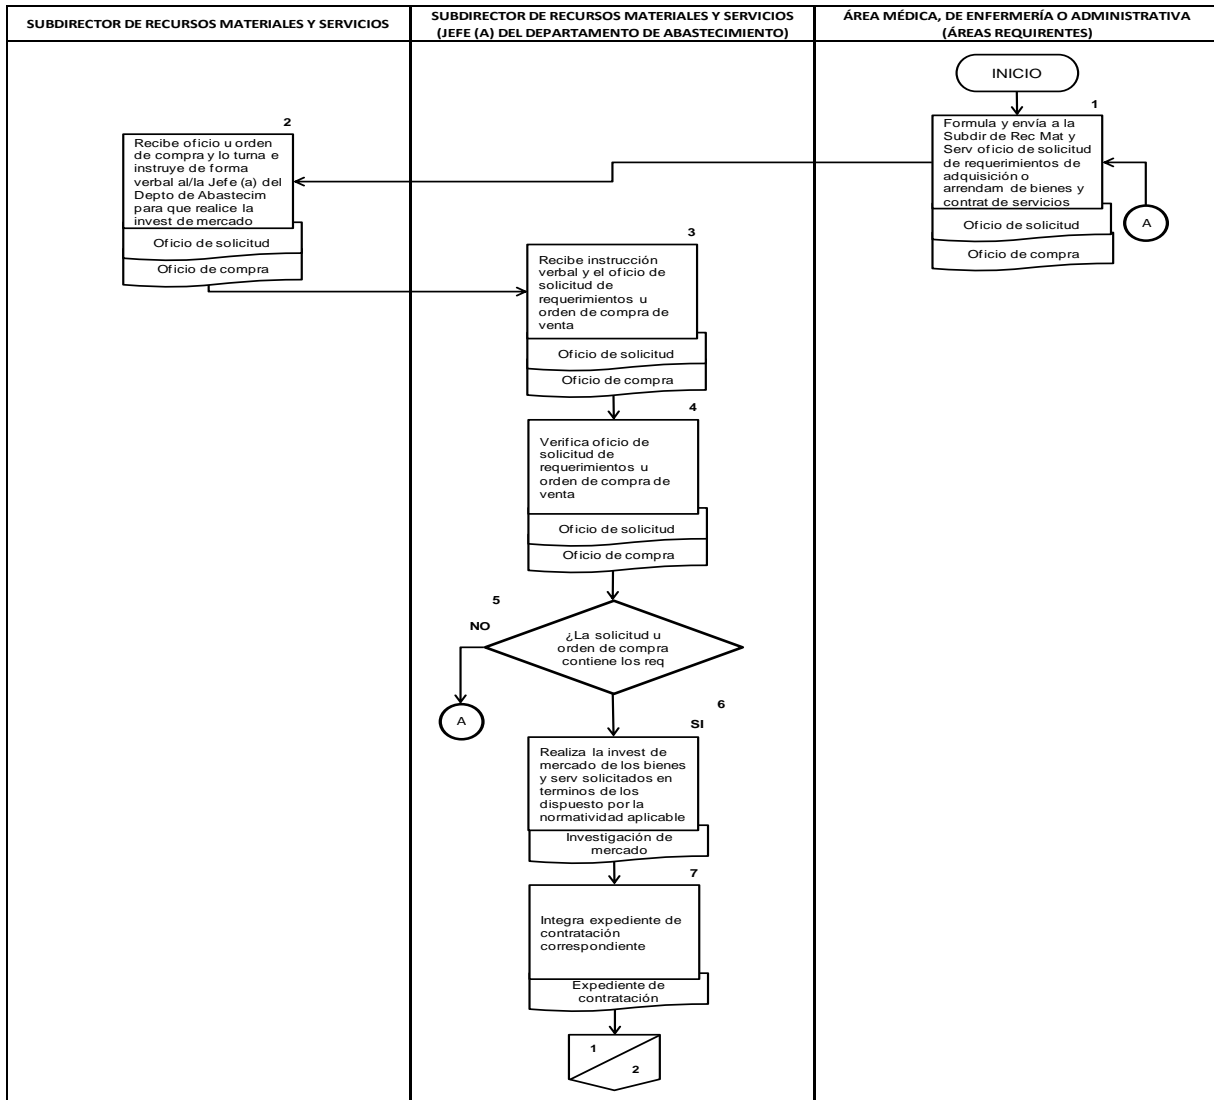 SUBDIRECTOR DE RECURSOS MATERIALES Y SERVICIOS
SUBDIRECTOR DE RECURSOS MATERIALES Y SERVICIOS
(JEFE (A) DEL DEPARTAMENTO DE ABASTECIMIENTO)
ÁREA MÉDICA, DE ENFERMERÍA O ADMINISTRATIVA
(ÁREAS REQUIRENTES)
INICIO
1
Formula y envía a la
Subdir de Rec Mat y
Serv oficio de solicitud
de requerimientos de
adquisición o
arrendam de bienes y
contrat de servicios
Oficio de solicitud
Oficio de compra
A
2
Recibe oficio u orden
de compra y lo turna e
instruye de forma
verbal al/la Jefe (a) del
Depto de Abastecim
para que realice la
invest de mercado
Oficio de solicitud
Oficio de compra
3
Recibe instrucción
verbal y el oficio de
solicitud de
requerimientos u
orden de compra de
venta
Oficio de solicitud
Oficio de compra
4
Verifica oficio de
solicitud de
requerimientos u
orden de compra de
venta
Oficio de solicitud
Oficio de compra
5
NO
¿La solicitud u
orden de compra
contiene los req
A
6
SI
Realiza la invest de
mercado de los bienes
y serv solicitados en
terminos de los
dispuesto por la
normatividad aplicable
Investigación de
mercado
7
Integra expediente de
contratación
correspondiente
Expediente de
contratación
1
2